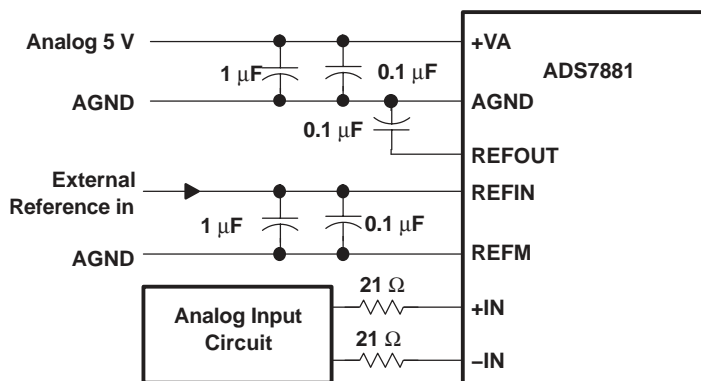 Analog 5 V
+VA
1 μF
0.1 μF
ADS7881
AGND
AGND
0.1 μF
REFOUT
External
Reference in
REFIN
1 μF
0.1 μF
AGND
REFM
21 Ω
+IN
Analog Input
Circuit
21 Ω
−IN